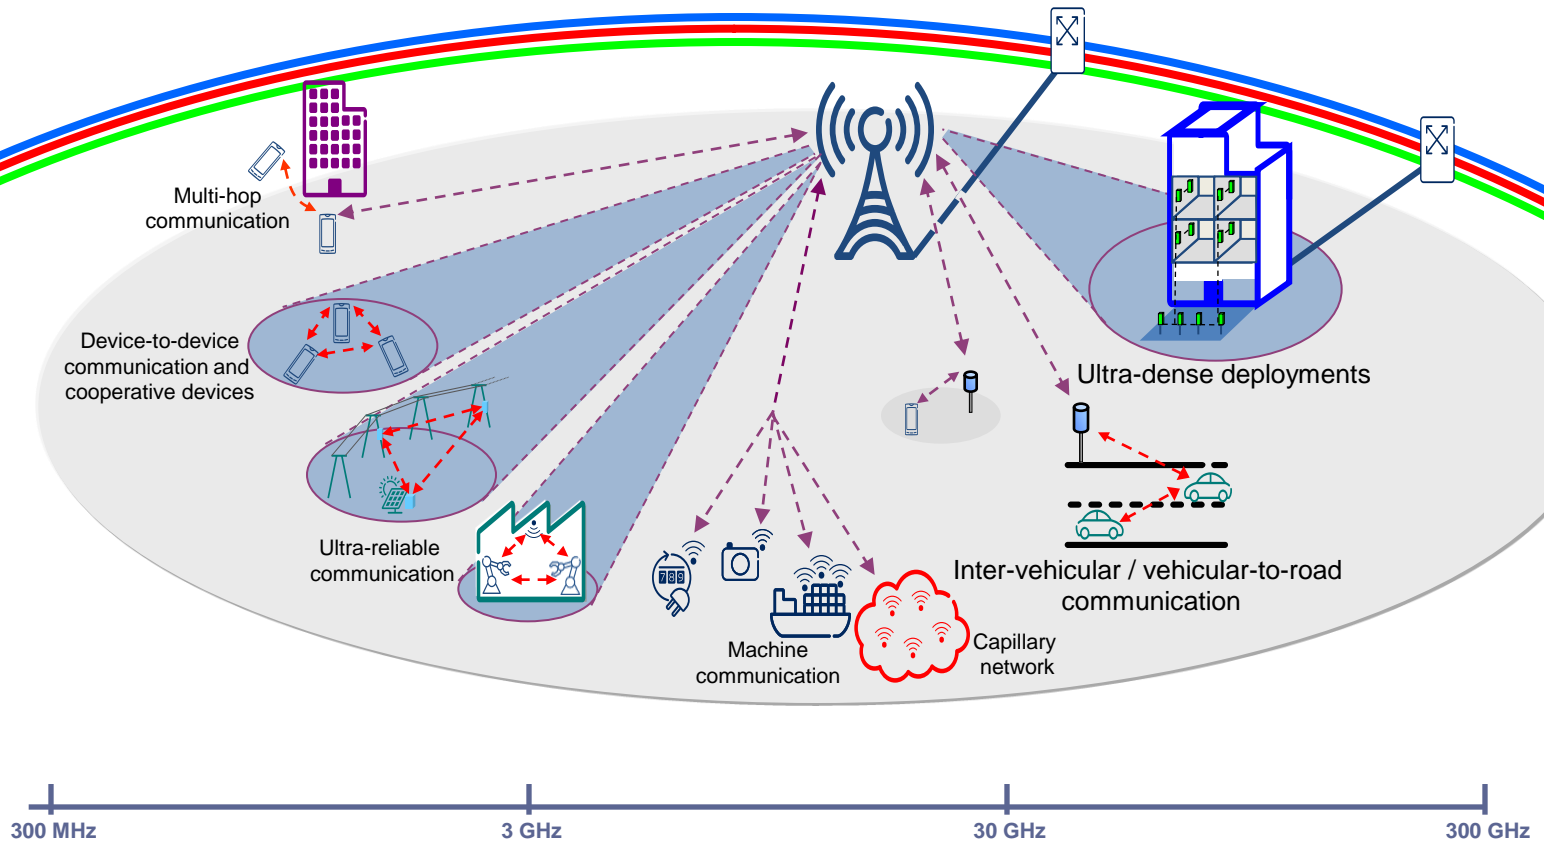 Multi-hop
communication
Device-to-device
communication and
cooperative devices
Ultra-dense deployments
Ultra-reliable
communication
789
Inter-vehicular / vehicular-to-road
communication
Machine
communication
Capillary
network
300 MHz
3 GHz
30 GHz
300 GHz